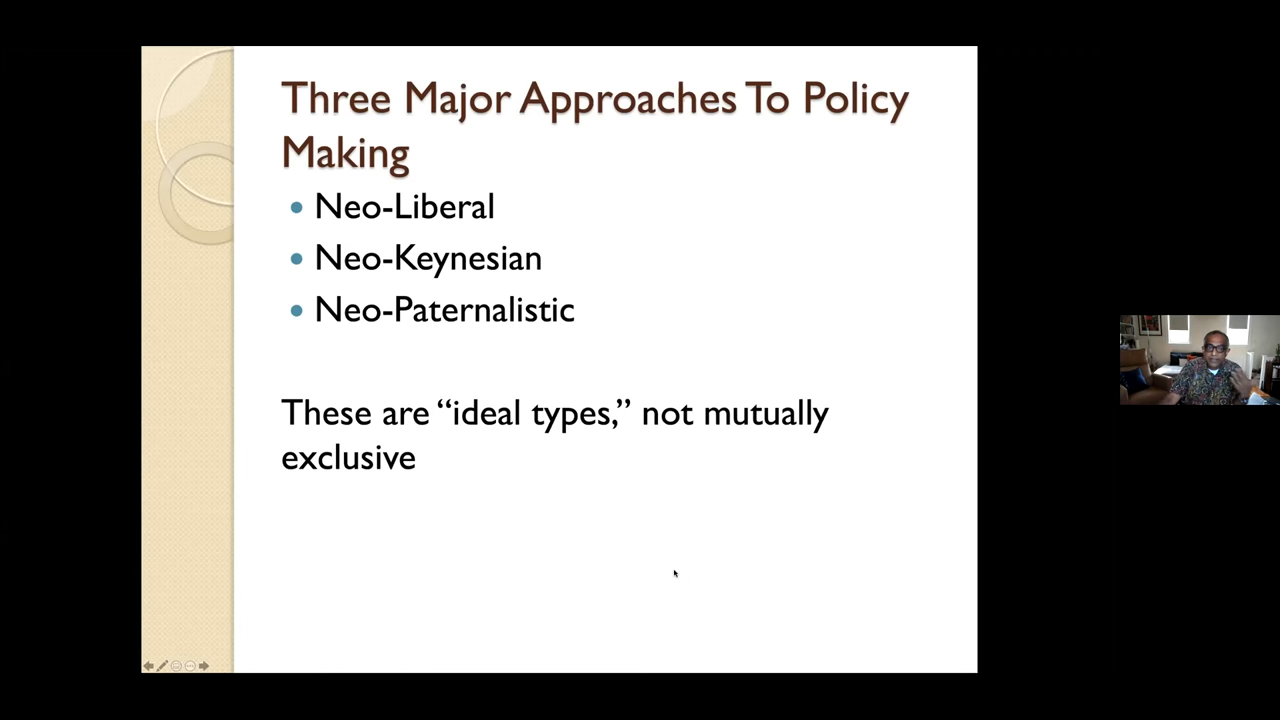 Three Major Approaches To Policy
Making
Neo-Liberal
Neo-Keynesian
Neo-Paternalistic
These are “ideal types,” not mutually
exclusive